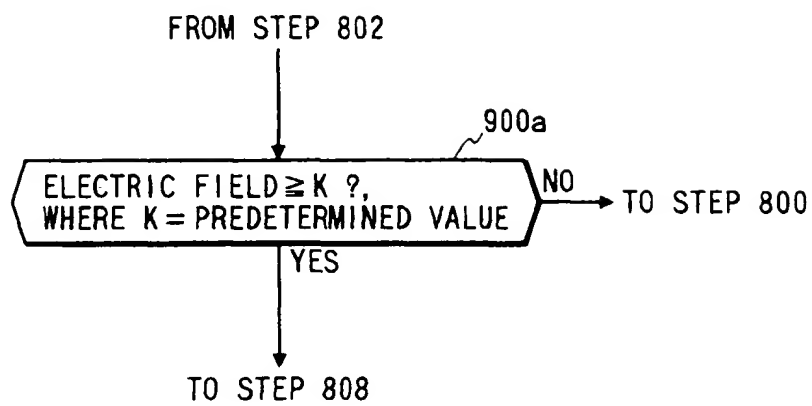 FROM STEP 802
900a
ELECTRIC FIELD ≧ K ?,
WHERE K = PREDETERMINED VALUE
NO
TO STEP 800
YES
TO STEP 808